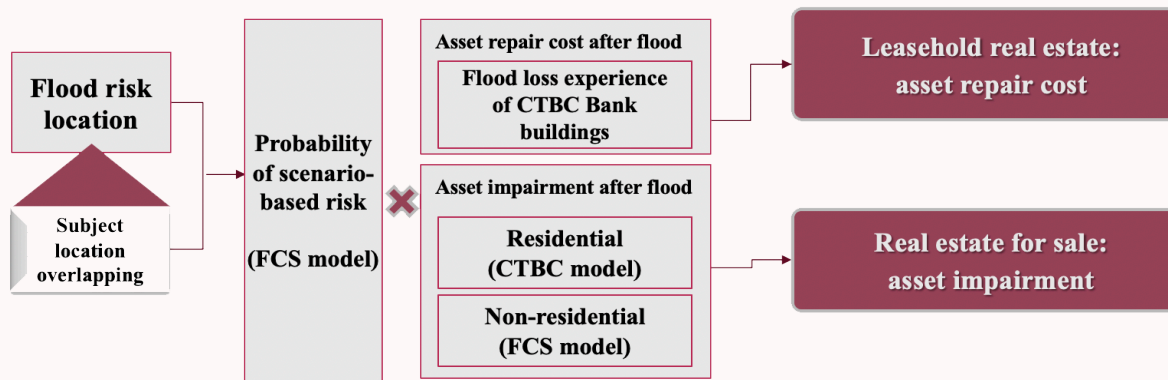 Flood risk
location
Subject
location
overlapping
Probability
of scenario-
based risk
(FCS model)
Asset repair cost after flood
Flood loss experience
of CTBC Bank
buildings
Asset impairment after flood
Residential
(CTBC model)
Non-residential
(FCS model)
Leasehold real estate:
asset repair cost
Real estate for sale:
asset impairment